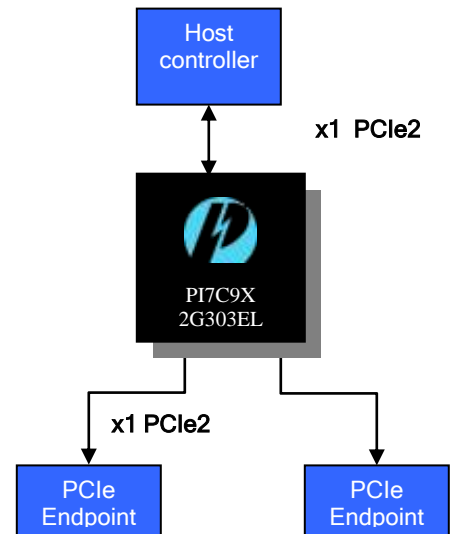 Host
controller
x1 PCIe2
PI7C9X
2G303EL
x1 PCIe2
PCIe
Endpoint
PCIe
Endpoint